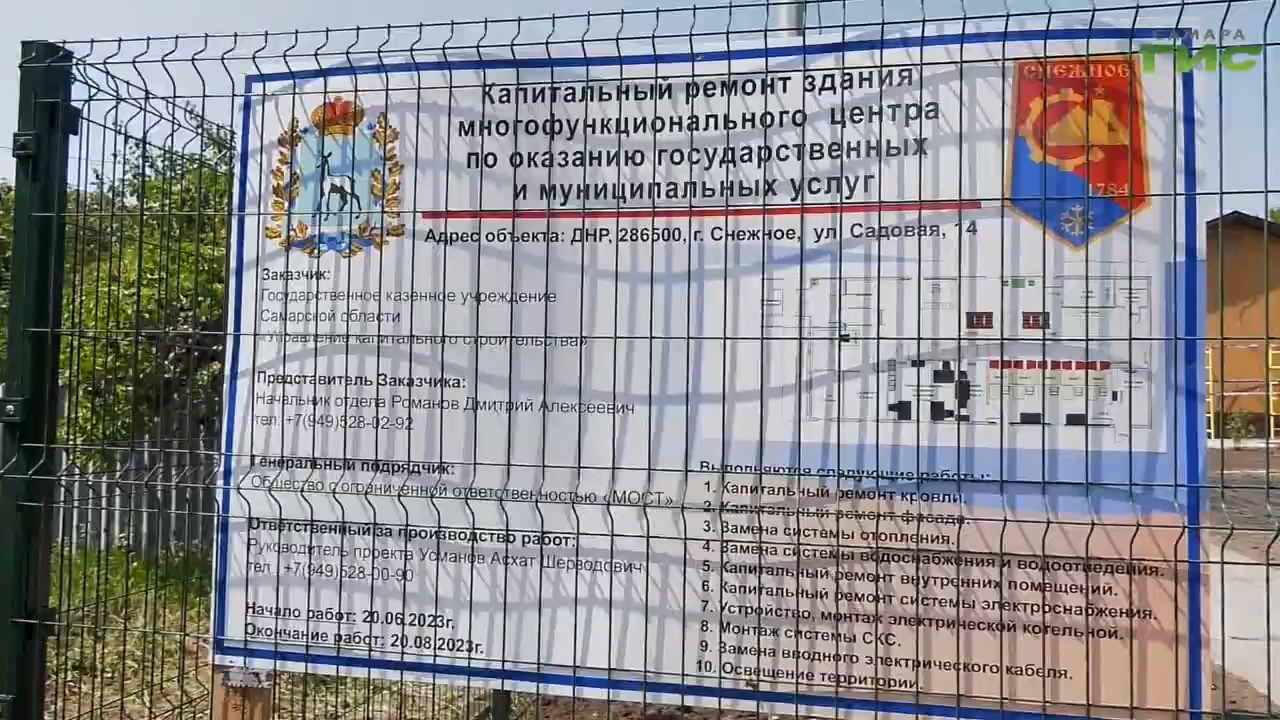 САМАРА
ГИС
СНЕЖНОЕ
1784
Капитальный ремонт здания
многофункционального центра
по оказанию государственных
и муниципальных услуг
Адрес объекта: ДНР, 286500, г. Снежное, ул. Садовая, 14
Заказчик:
Государственное казенное учреждение
Самарской области
«Управление капитального строительства»
Представитель Заказчика:
Начальник отдела Романов Дмитрий Алексеевич
тел. +7(949)528-02-92
Генеральный подрядчик:
Общество с ограниченной ответственностью «МОСТ»
Ответственный за производство работ:
Руководитель проекта Усманов Асхат Шерводович
тел. +7(949)528-00-90
Начало работ: 20.06.2023г.
Окончание работ: 20.08.2023г.
Выполняются следующие работы:
1. Капитальный ремонт кровли.
2. Капитальный ремонт фасада.
3. Замена системы отопления.
4. Замена системы водоснабжения и водоотведения.
5. Капитальный ремонт внутренних помещений.
6. Капитальный ремонт системы электроснабжения.
7. Устройство, монтаж электрической котельной.
8. Монтаж системы СКС.
9. Замена вводного электрического кабеля.
10. Освещение территории.